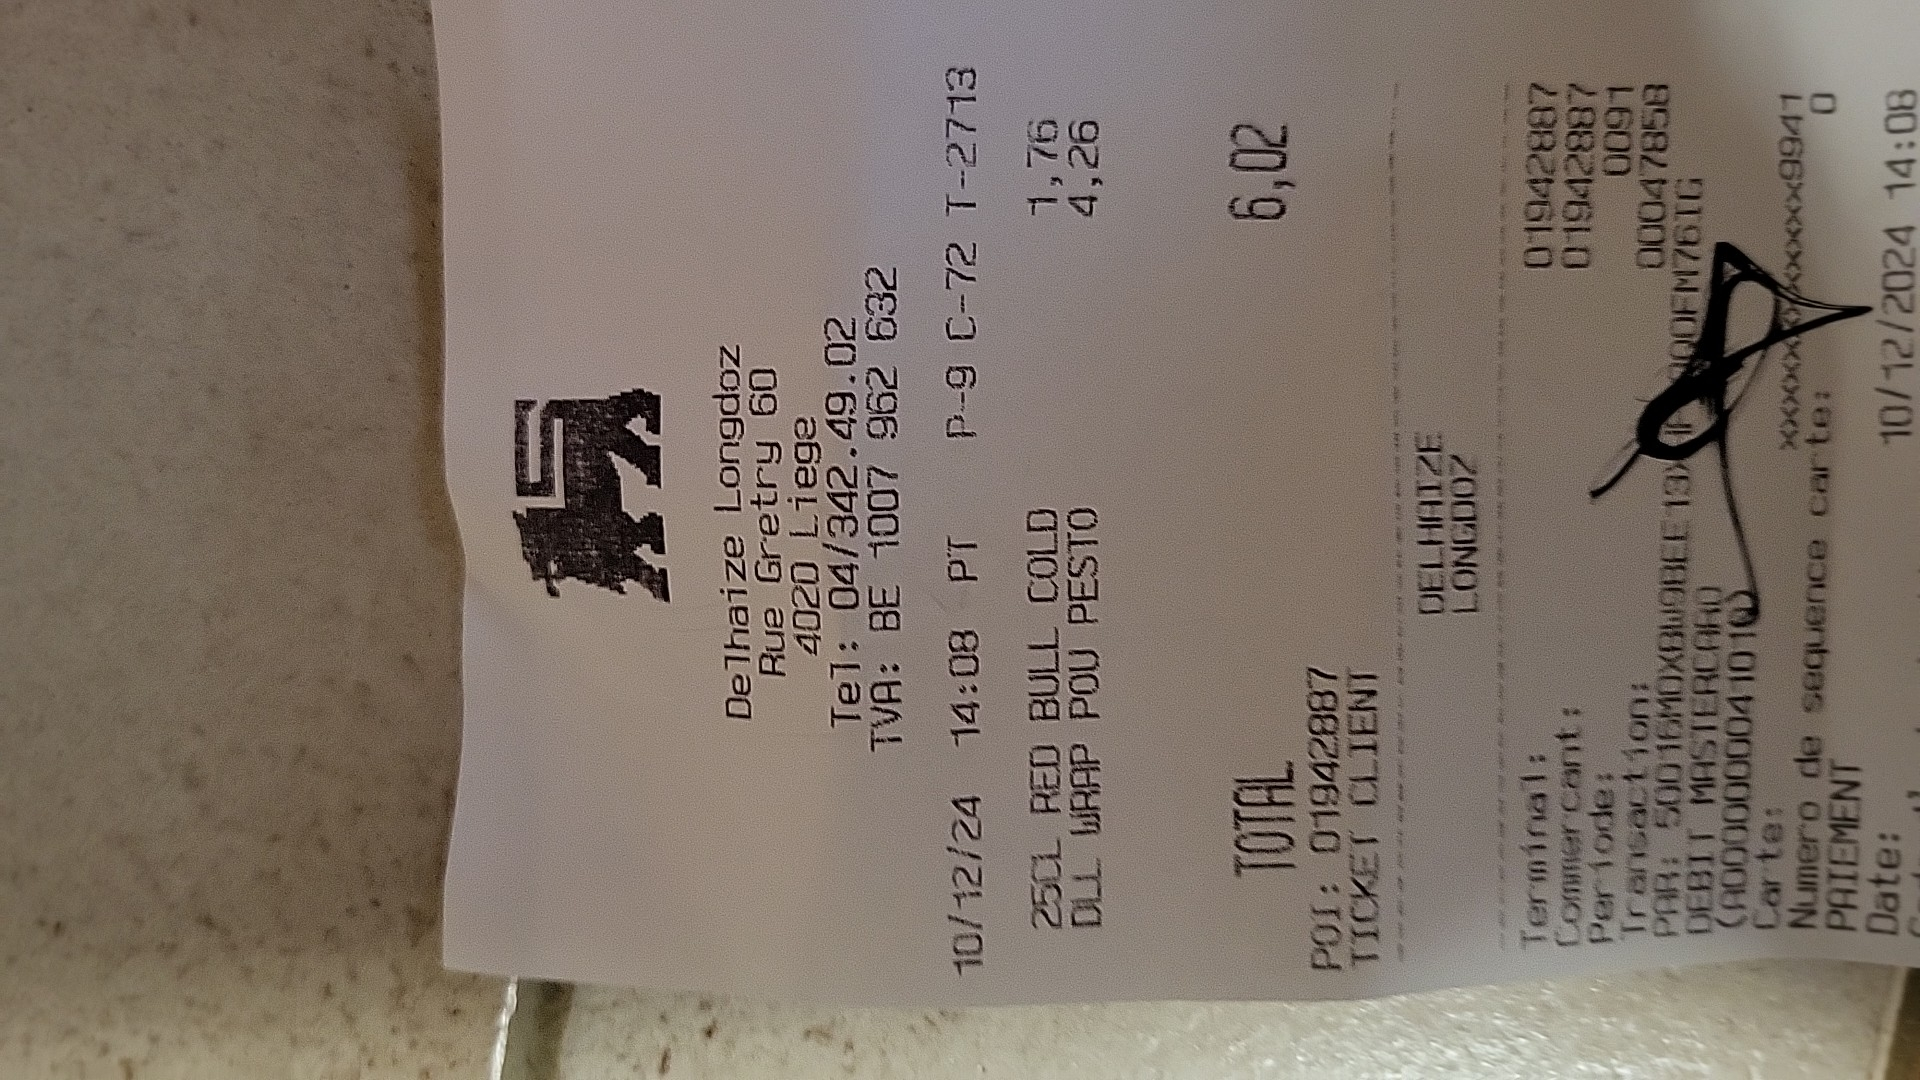 Delhaize Longdoz
Rue Gretry 60
4020 Liege
Tel: 04/342.49.02
TVA: BE 1007 962 632
10/12/24 14:08 PT P-9 C-72 T-2713
25CL RED BULL COLD 1,76
DLL WRAP POU PESTO 4,26
TOTAL 6,02
POI: 01942887
TICKET CLIENT
DELHAIZE
LONGDOZ
Terminal: 01942887
Commercant: 01942887
Periode: 0091
Transaction: 00047858
PAR:
DEBIT MASTERCARD
(A0000000041010)
Carte: 9941
Numero de sequence carte: 0
PAIEMENT
Date: 10/12/2024 14:08